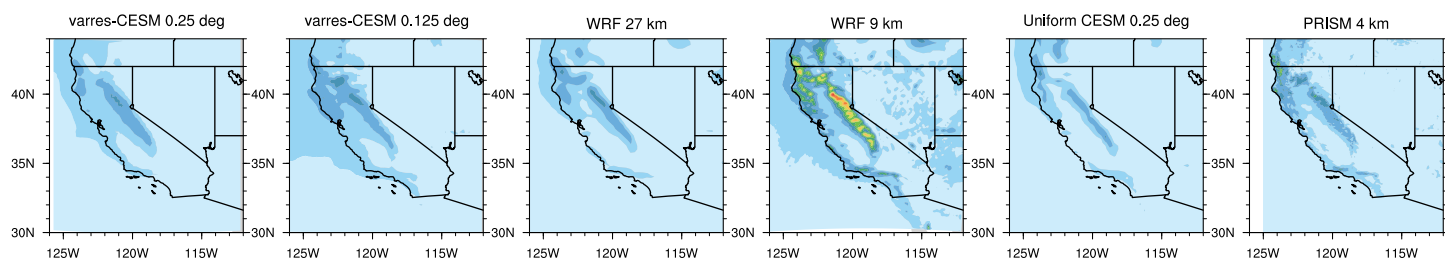 varres-CESM 0.25 deg
varres-CESM 0.125 deg
WRF 27 km
WRF 9 km
Uniform CESM 0.25 deg
PRISM 4 km
40N
40N
40N
40N
40N
40N
35N
35N
35N
35N
35N
35N
30N
30N
30N
30N
30N
30N
125W 120W 115W
125W 120W 115W
125W 120W 115W
125W 120W 115W
125W 120W 115W
125W 120W 115W